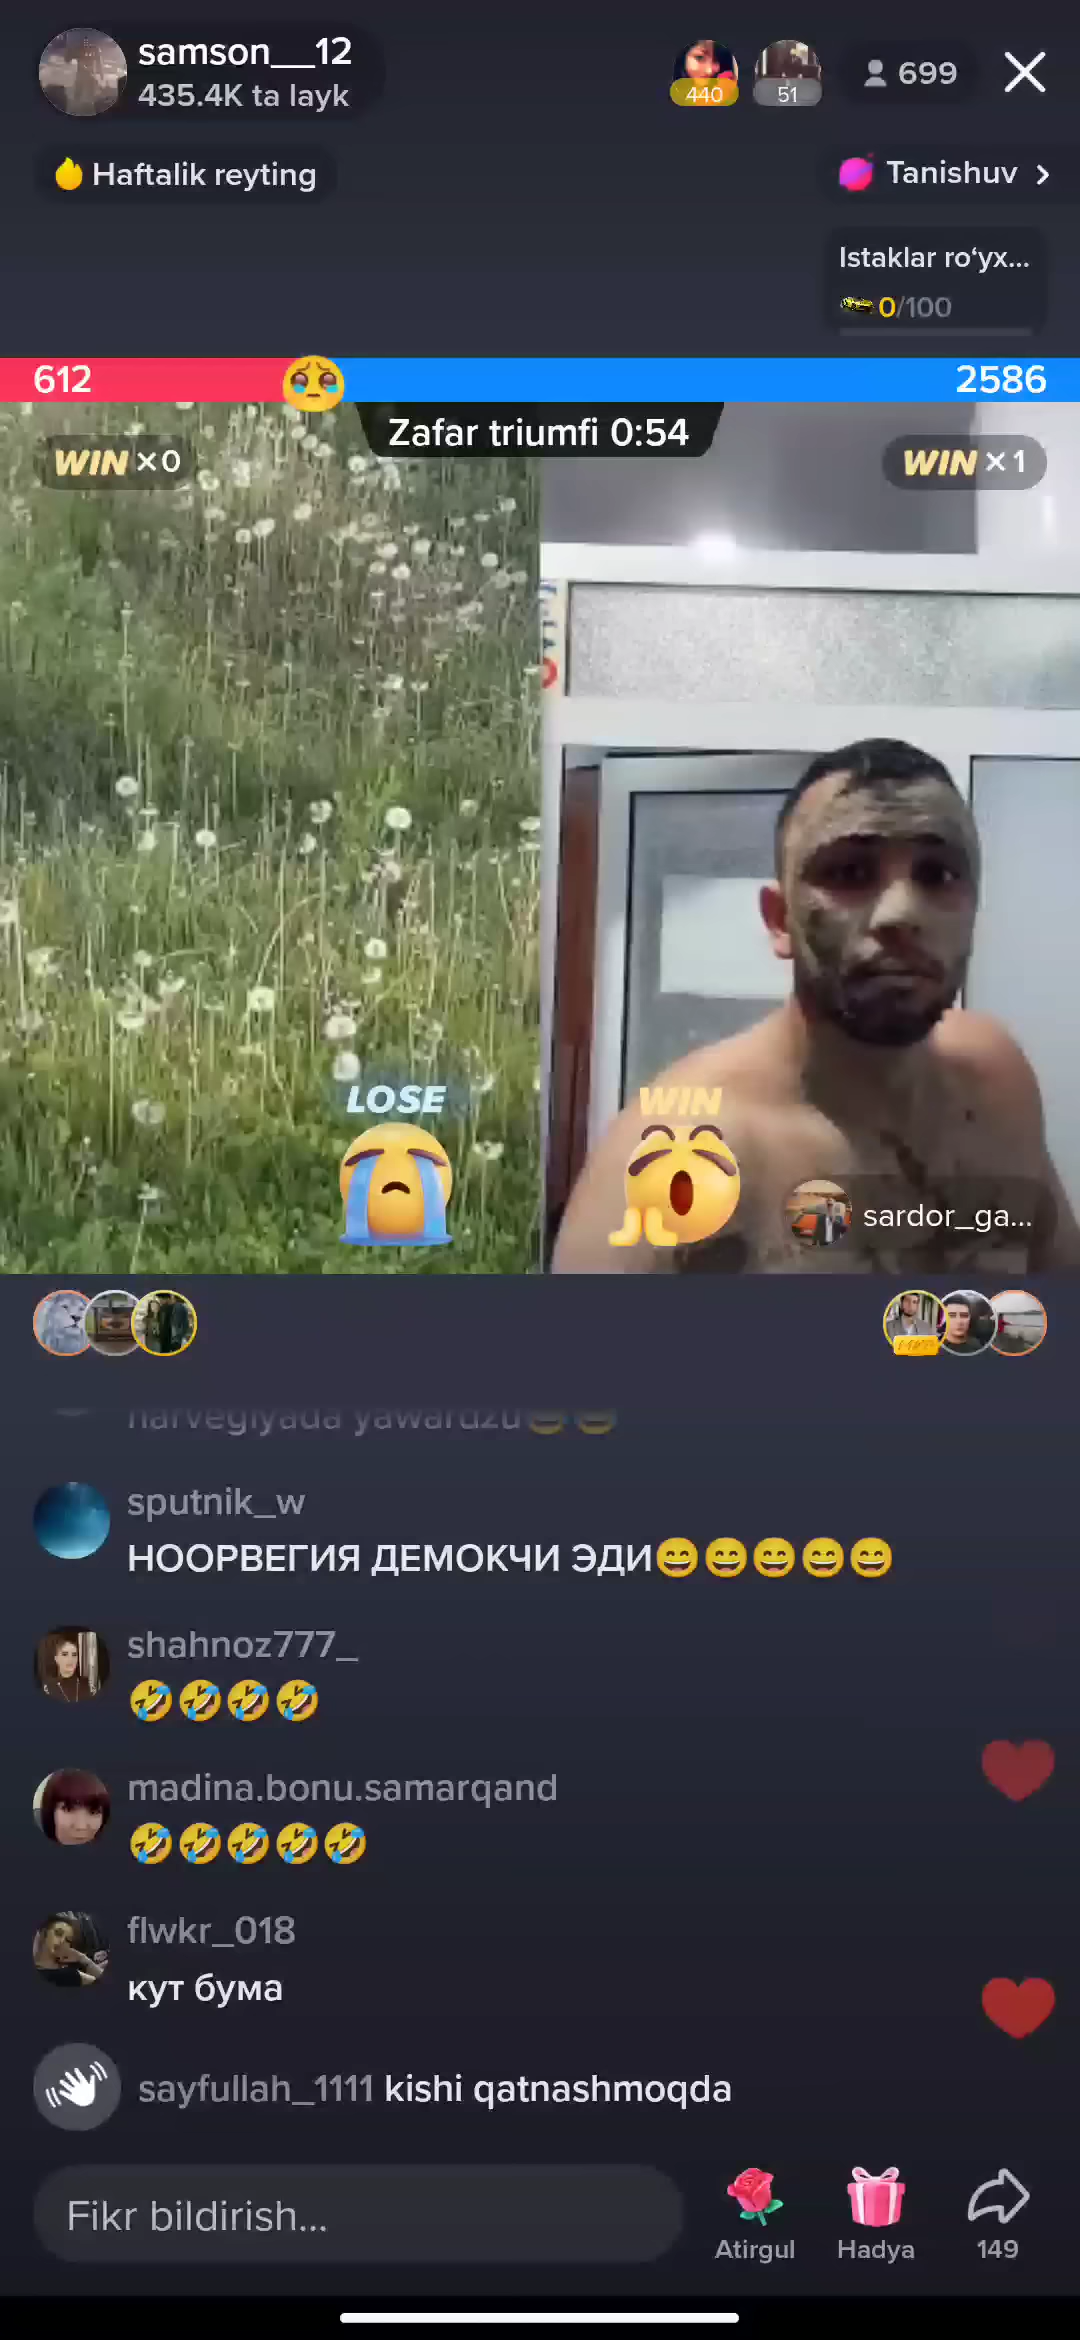 samson__12
435.4K ta layk
440
51
699
Haftalik reyting
Tanishuv
Istaklar ro‘yx...
0/100
612
2586
Zafar triumfi 0:54
WIN ×0
WIN ×1
LOSE
WIN
sardor_ga...
narvegiyada yawardzu😄😄
sputnik_w
НООРВЕГИЯ ДЕМОКЧИ ЭДИ😄😄😄😄😄
shahnoz777_
🤣🤣🤣🤣
madina.bonu.samarqand
🤣🤣🤣🤣🤣
flwkr_018
кут бума
sayfullah_1111 kishi qatnashmoqda
Fikr bildirish...
Atirgul
Hadya
149